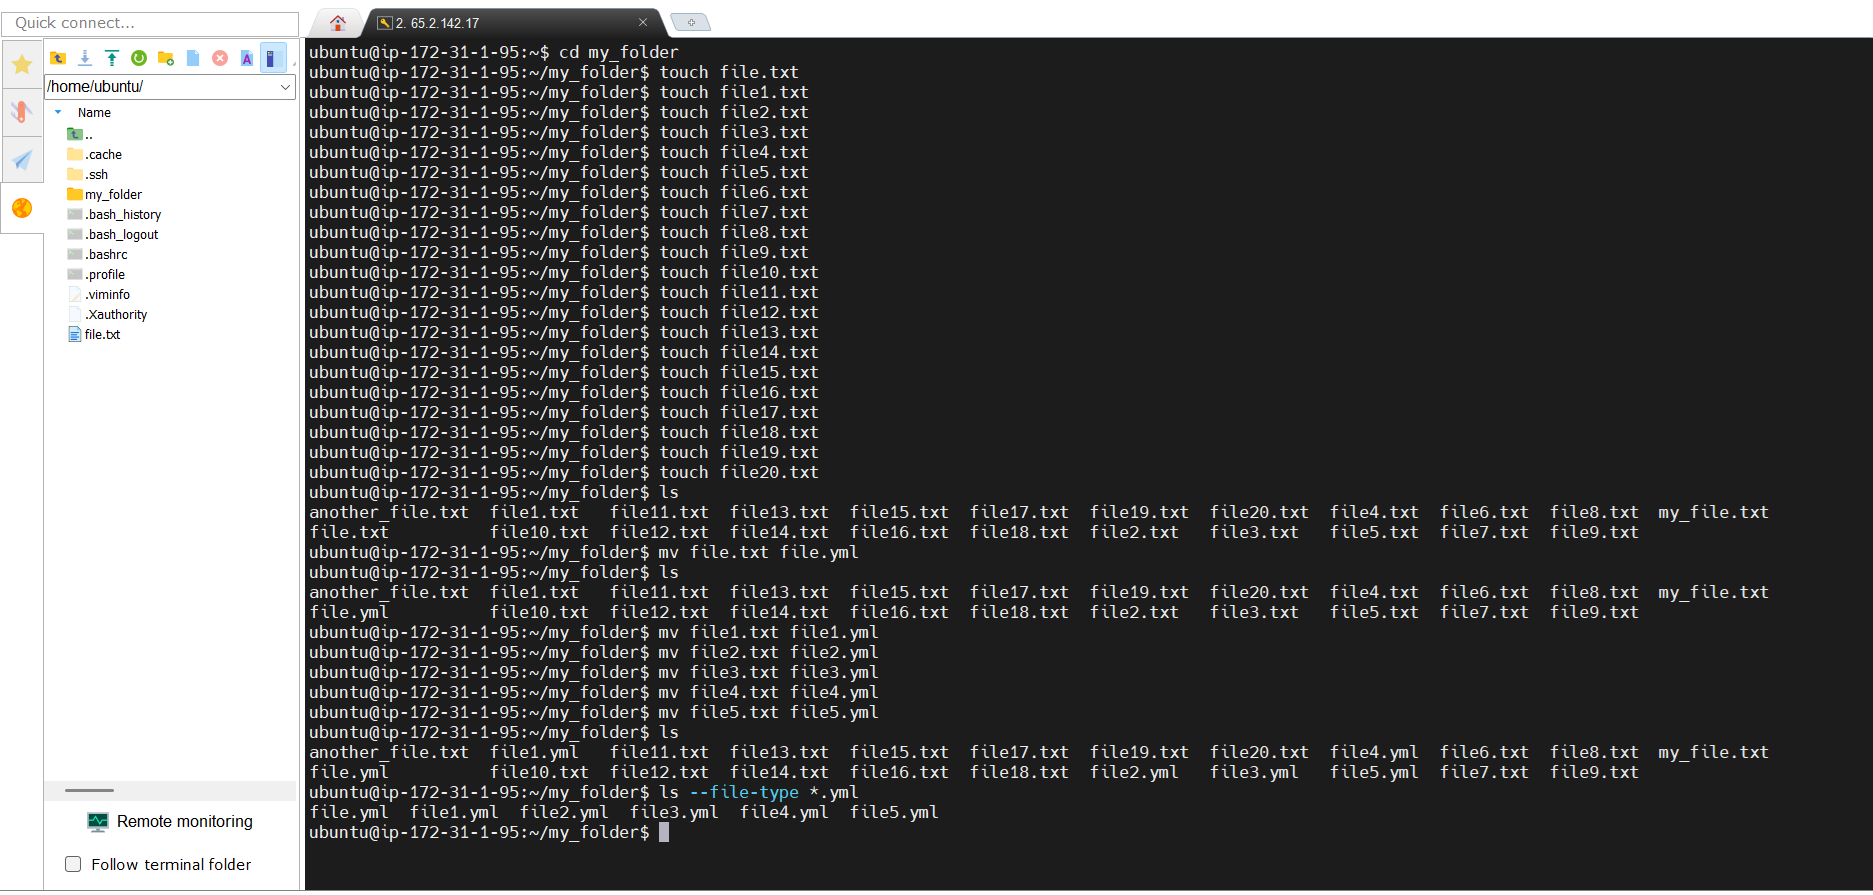 Quick connect...
2. 65.2.142.17
/home/ubuntu/
Name
..
.cache
.ssh
my_folder
.bash_history
.bash_logout
.bashrc
.profile
.viminfo
.Xauthority
file.txt
Remote monitoring
Follow terminal folder
ubuntu@ip-172-31-1-95:~$ cd my_folder
ubuntu@ip-172-31-1-95:~/my_folder$ touch file.txt
ubuntu@ip-172-31-1-95:~/my_folder$ touch file1.txt
ubuntu@ip-172-31-1-95:~/my_folder$ touch file2.txt
ubuntu@ip-172-31-1-95:~/my_folder$ touch file3.txt
ubuntu@ip-172-31-1-95:~/my_folder$ touch file4.txt
ubuntu@ip-172-31-1-95:~/my_folder$ touch file5.txt
ubuntu@ip-172-31-1-95:~/my_folder$ touch file6.txt
ubuntu@ip-172-31-1-95:~/my_folder$ touch file7.txt
ubuntu@ip-172-31-1-95:~/my_folder$ touch file8.txt
ubuntu@ip-172-31-1-95:~/my_folder$ touch file9.txt
ubuntu@ip-172-31-1-95:~/my_folder$ touch file10.txt
ubuntu@ip-172-31-1-95:~/my_folder$ touch file11.txt
ubuntu@ip-172-31-1-95:~/my_folder$ touch file12.txt
ubuntu@ip-172-31-1-95:~/my_folder$ touch file13.txt
ubuntu@ip-172-31-1-95:~/my_folder$ touch file14.txt
ubuntu@ip-172-31-1-95:~/my_folder$ touch file15.txt
ubuntu@ip-172-31-1-95:~/my_folder$ touch file16.txt
ubuntu@ip-172-31-1-95:~/my_folder$ touch file17.txt
ubuntu@ip-172-31-1-95:~/my_folder$ touch file18.txt
ubuntu@ip-172-31-1-95:~/my_folder$ touch file19.txt
ubuntu@ip-172-31-1-95:~/my_folder$ touch file20.txt
ubuntu@ip-172-31-1-95:~/my_folder$ ls
another_file.txt  file1.txt   file11.txt  file13.txt  file15.txt  file17.txt  file19.txt  file20.txt  file4.txt  file6.txt  file8.txt  my_file.txt
file.txt          file10.txt  file12.txt  file14.txt  file16.txt  file18.txt  file2.txt   file3.txt   file5.txt  file7.txt  file9.txt
ubuntu@ip-172-31-1-95:~/my_folder$ mv file.txt file.yml
ubuntu@ip-172-31-1-95:~/my_folder$ ls
another_file.txt  file1.txt   file11.txt  file13.txt  file15.txt  file17.txt  file19.txt  file20.txt  file4.txt  file6.txt  file8.txt  my_file.txt
file.yml          file10.txt  file12.txt  file14.txt  file16.txt  file18.txt  file2.txt   file3.txt   file5.txt  file7.txt  file9.txt
ubuntu@ip-172-31-1-95:~/my_folder$ mv file1.txt file1.yml
ubuntu@ip-172-31-1-95:~/my_folder$ mv file2.txt file2.yml
ubuntu@ip-172-31-1-95:~/my_folder$ mv file3.txt file3.yml
ubuntu@ip-172-31-1-95:~/my_folder$ mv file4.txt file4.yml
ubuntu@ip-172-31-1-95:~/my_folder$ mv file5.txt file5.yml
ubuntu@ip-172-31-1-95:~/my_folder$ ls
another_file.txt  file1.yml   file11.txt  file13.txt  file15.txt  file17.txt  file19.txt  file20.txt  file4.yml  file6.txt  file8.txt  my_file.txt
file.yml          file10.txt  file12.txt  file14.txt  file16.txt  file18.txt  file2.yml   file3.yml   file5.yml  file7.txt  file9.txt
ubuntu@ip-172-31-1-95:~/my_folder$ ls --file-type *.yml
file.yml  file1.yml  file2.yml  file3.yml  file4.yml  file5.yml
ubuntu@ip-172-31-1-95:~/my_folder$